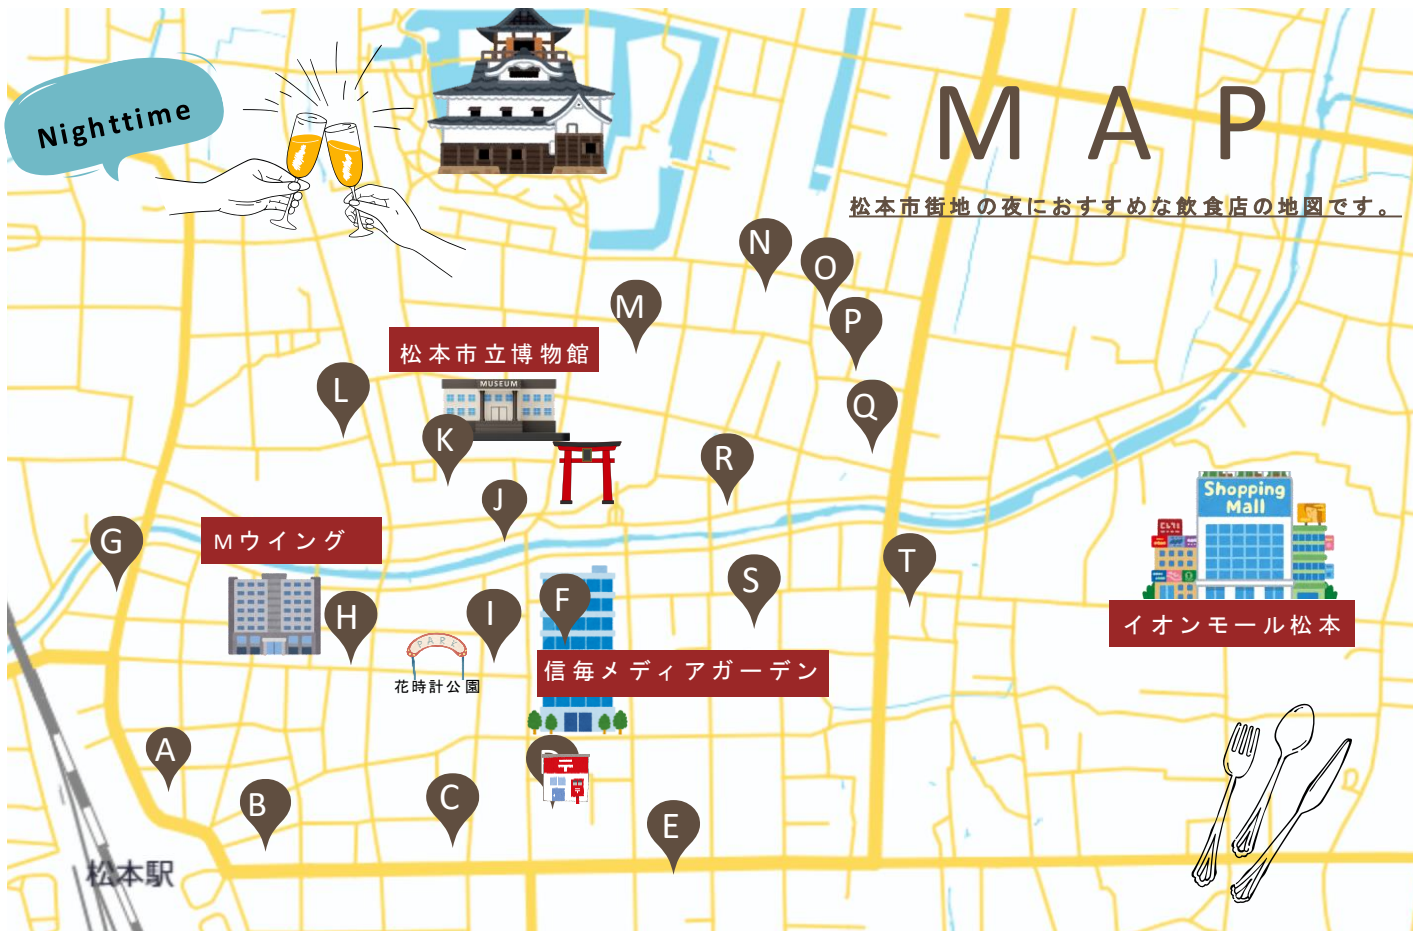 Nighttime
MAP
松本市街地の夜におすすめな飲食店の地図です。
N
O
M
P
松本市立博物館
L
MUSEUM
Q
K
R
J
Shopping
Mall
G
Mウイング
T
S
F
H
I
イオンモール松本
PARK
信毎メディアガーデン
花時計公園
A
〒
B
C
E
松本駅